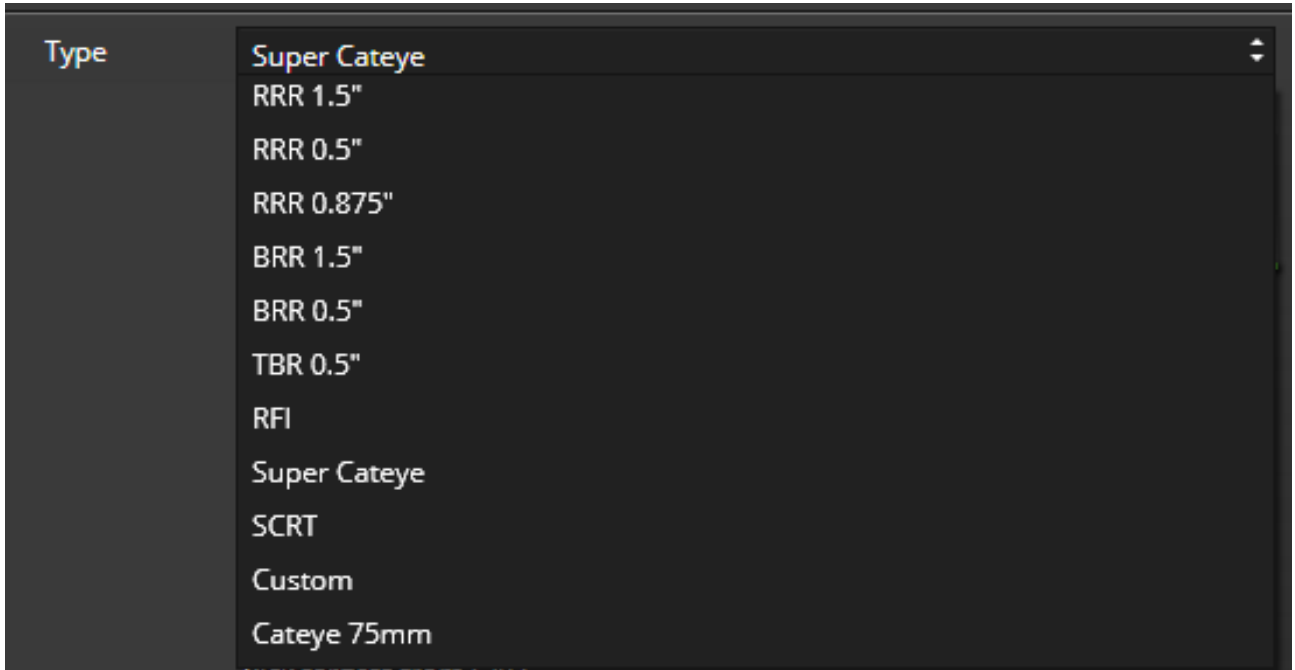 Type
Super Cateye
RRR 1.5"
RRR 0.5"
RRR 0.875"
BRR 1.5"
BRR 0.5"
TBR 0.5"
RFI
Super Cateye
SCRT
Custom
Cateye 75mm